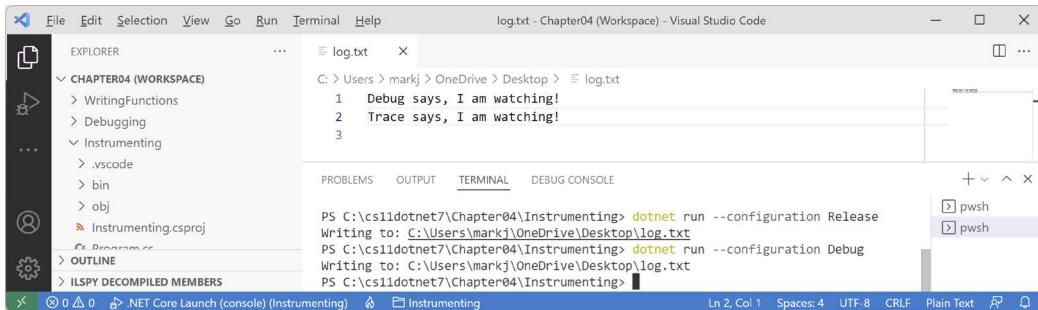 File Edit Selection View Go Run Terminal Help log.txt - Chapter04 (Workspace) - Visual Studio Code
EXPLORER
CHAPTER04 (WORKSPACE)
WritingFunctions
Debugging
Instrumenting
.vscode
bin
obj
Instrumenting.csproj
Program.cs
OUTLINE
ILSPY DECOMPILED MEMBERS
log.txt
C: > Users > markj > OneDrive > Desktop > log.txt
1 Debug says, I am watching!
2 Trace says, I am watching!
3
PROBLEMS OUTPUT TERMINAL DEBUG CONSOLE
PS C:\cs11dotnet7\Chapter04\Instrumenting> dotnet run --configuration Release
Writing to: C:\Users\markj\OneDrive\Desktop\log.txt
PS C:\cs11dotnet7\Chapter04\Instrumenting> dotnet run --configuration Debug
Writing to: C:\Users\markj\OneDrive\Desktop\log.txt
PS C:\cs11dotnet7\Chapter04\Instrumenting>
pwsh
pwsh
0 0 .NET Core Launch (console) (Instrumenting) Instrumenting Ln 2, Col 1 Spaces: 4 UTF-8 CRLF Plain Text